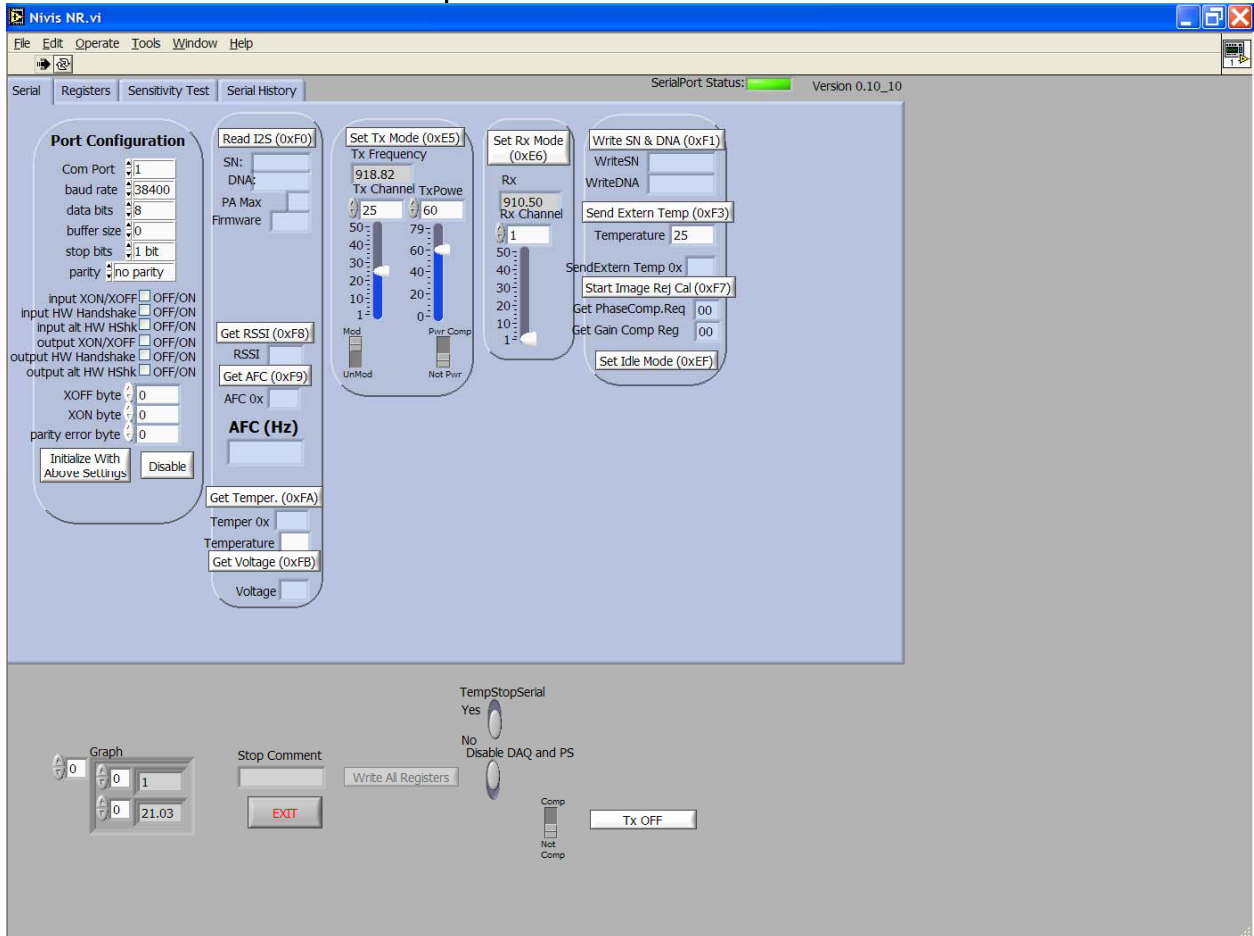 Nivis NR.vi
File Edit Operate Tools Window Help
1
Serial Registers Sensitivity Test Serial History
SerialPort Status: Version 0.10_10
Port Configuration
Com Port 1
baud rate 38400
data bits 8
buffer size 0
stop bits 1 bit
parity no parity
input XON/XOFF OFF/ON
input HW Handshake OFF/ON
input alt HW HShk OFF/ON
output XON/XOFF OFF/ON
output HW Handshake OFF/ON
output alt HW HShk OFF/ON
XOFF byte 0
XON byte 0
parity error byte 0
Initialize With
Above Settings
Disable
Read I2S (0xF0)
SN:
DNA:
PA Max
Firmware
Get RSSI (0xF8)
RSSI
Get AFC (0xF9)
AFC 0x
AFC (Hz)
Get Temper. (0xFA)
Temper 0x
Temperature
Get Voltage (0xFB)
Voltage
Set Tx Mode (0xE5)
Tx Frequency
918.82
Tx Channel TxPowe
25 60
50 79
40 60
30 40
20 20
10 0
1
Mod Pwr Comp
UnMod Not Pwr
Set Rx Mode
(0xE6)
Rx
910.50
Rx Channel
1
50
40
30
20
10
1
Write SN & DNA (0xF1)
WriteSN
WriteDNA
Send Extern Temp (0xF3)
Temperature 25
SendExtern Temp 0x
Start Image Rej Cal (0xF7)
Get PhaseComp.Req 00
Get Gain Comp Reg 00
Set Idle Mode (0xEF)
TempStopSerial
Yes
No
Disable DAQ and PS
Graph
0
0 1
0 21.03
Stop Comment
EXIT
Write All Registers
Comp
Not
Comp
Tx OFF